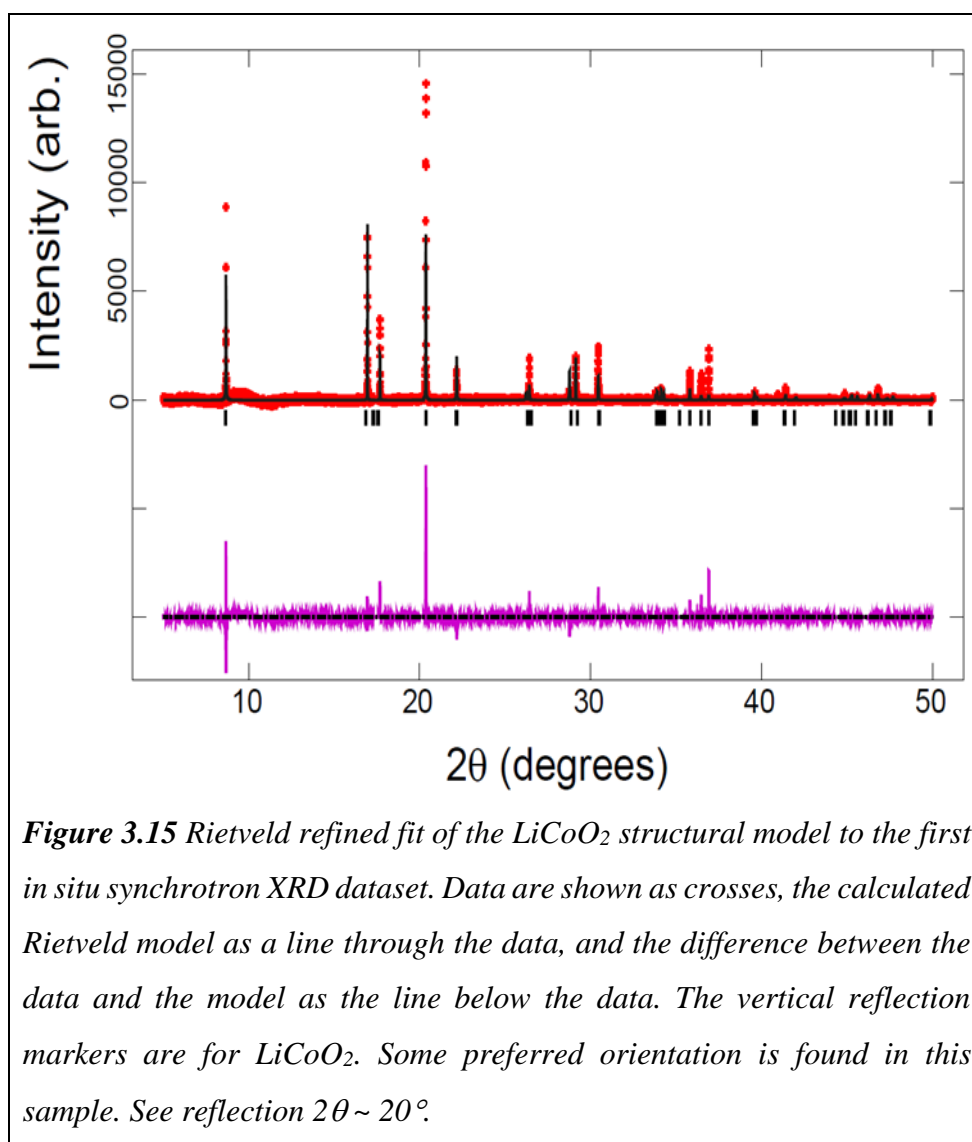 Intensity (arb.)
15000
10000
5000
0
10 20 30 40 50
2θ (degrees)
Figure 3.15 Rietveld refined fit of the LiCoO₂ structural model to the first
in situ synchrotron XRD dataset. Data are shown as crosses, the calculated
Rietveld model as a line through the data, and the difference between the
data and the model as the line below the data. The vertical reflection
markers are for LiCoO₂. Some preferred orientation is found in this
sample. See reflection 2θ ~ 20°.